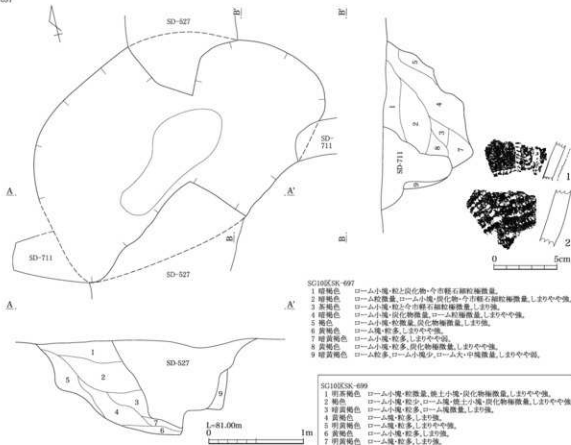 SD-527
B'
B'
SD-
711
A
A'
SD-711
B
B
SD-527
5
1
4
2
3
8
7
SD-711
9
1
2
0 5cm
A
A'
SD-527
1
2
5
3
4
7
6
9
L=81.00m
0 1m
SG10区SK-697
1 暗褐色 ローム小塊・粒と炭化物・今市軽石細粒極微量。
2 暗褐色 ローム粒微量、ローム小塊・炭化物・今市軽石細粒極微量、しまりやや強。
3 茶褐色 ローム小塊・粒と今市軽石細粒極微量、しまり強。
4 暗褐色 ローム小塊・炭化物微量、ローム粒極微量、しまりやや強。
5 褐色 ローム小塊・粒微量、炭化物極微量、しまり強。
6 黄褐色 ローム塊・粒多、しまりやや強。
7 暗黄褐色 ローム小塊・粒多、しまりやや弱。
8 黄褐色 ローム小塊・粒多、炭化物極微量、しまり強。
9 暗黄褐色 ローム粒多、ローム小塊少、ローム大・中塊微量、しまりやや弱。
SG10区SK-699
1 明茶褐色 ローム小塊・粒微量、焼土小塊・炭化物極微量、しまりやや強。
2 褐色 ローム小塊・粒少、ローム塊・焼土小塊・炭化物極微量、しまりやや強。
3 暗黄褐色 ローム小塊・粒多、ローム塊微量、しまり強。
4 黄褐色 ローム塊・粒多、しまり強。
5 明黄褐色 ローム塊・粒多、しまりやや強。
6 黄褐色 ローム小塊・粒多、しまり強。
7 明黄褐色 ローム塊・粒多、しまり強。